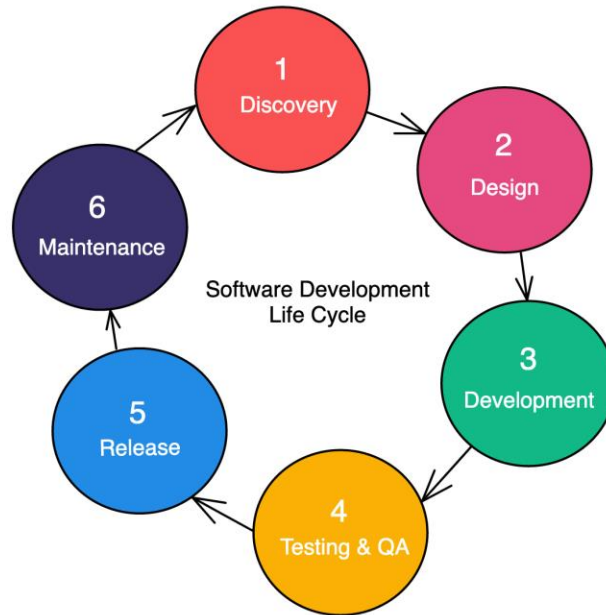 1
Discovery
2
Design
3
Development
4
Testing & QA
5
Release
6
Maintenance
Software Development
Life Cycle